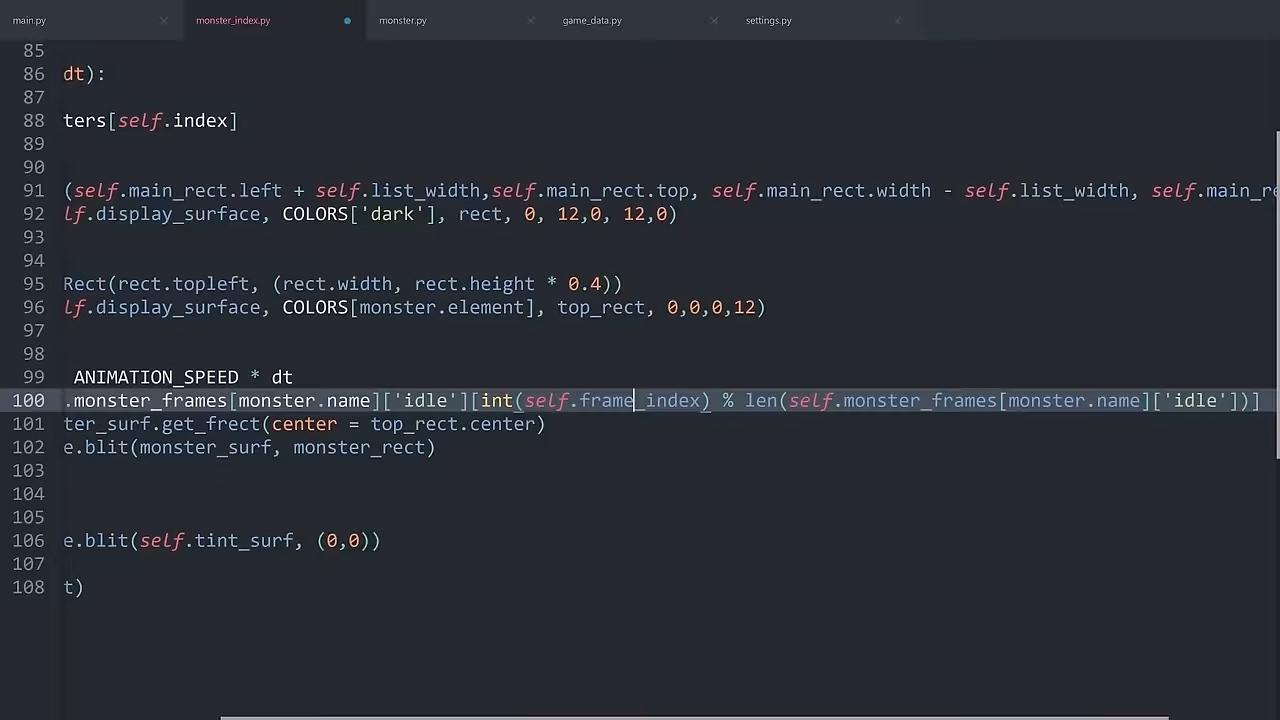 main.py monster_index.py monster.py game_data.py settings.py
85
86 dt):
87
88 ters[self.index]
89
90
91 (self.main_rect.left + self.list_width,self.main_rect.top, self.main_rect.width - self.list_width, self.main_re
92 lf.display_surface, COLORS['dark'], rect, 0, 12,0, 12,0)
93
94
95 Rect(rect.topleft, (rect.width, rect.height * 0.4))
96 lf.display_surface, COLORS[monster.element], top_rect, 0,0,0,12)
97
98
99 ANIMATION_SPEED * dt
100 .monster_frames[monster.name]['idle'][int(self.frame_index) % len(self.monster_frames[monster.name]['idle'])]
101 ter_surf.get_frect(center = top_rect.center)
102 e.blit(monster_surf, monster_rect)
103
104
105
106 e.blit(self.tint_surf, (0,0))
107
108 t)